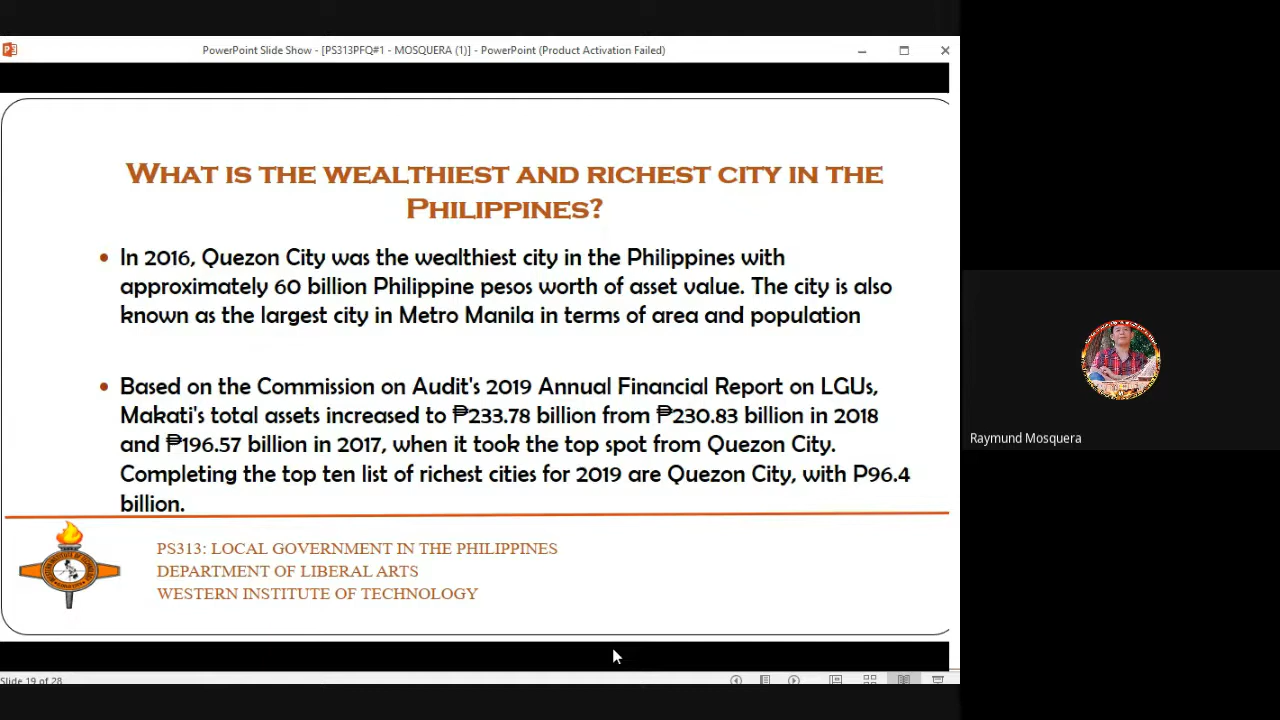 PowerPoint Slide Show - [PS313PFQ#1 - MOSQUERA (1)] - PowerPoint (Product Activation Failed)
WHAT IS THE WEALTHIEST AND RICHEST CITY IN THE
PHILIPPINES?
• In 2016, Quezon City was the wealthiest city in the Philippines with
approximately 60 billion Philippine pesos worth of asset value. The city is also
known as the largest city in Metro Manila in terms of area and population
• Based on the Commission on Audit's 2019 Annual Financial Report on LGUs,
Makati's total assets increased to ₱233.78 billion from ₱230.83 billion in 2018
and ₱196.57 billion in 2017, when it took the top spot from Quezon City.
Completing the top ten list of richest cities for 2019 are Quezon City, with P96.4
billion.
PS313: LOCAL GOVERNMENT IN THE PHILIPPINES
DEPARTMENT OF LIBERAL ARTS
WESTERN INSTITUTE OF TECHNOLOGY
Raymund Mosquera
Slide 19 of 28